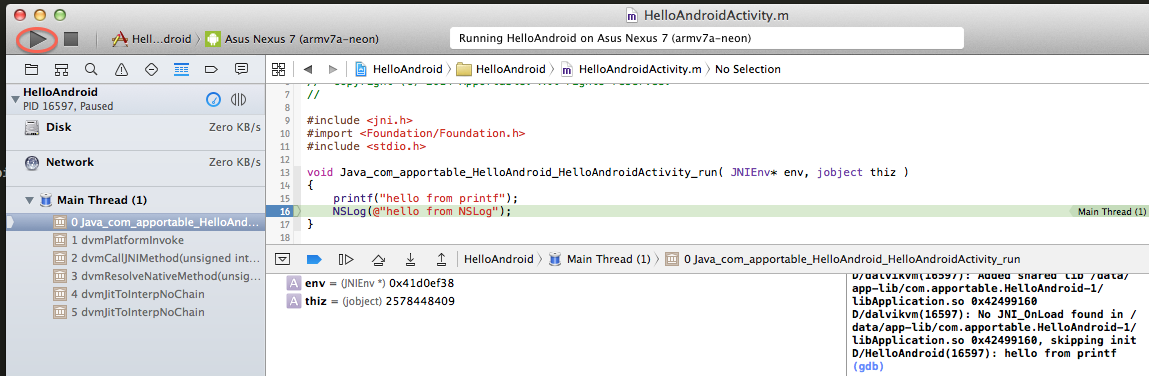 HelloAndroidActivity.m
Hell...droid
Asus Nexus 7 (armv7a-neon)
Running HelloAndroid on Asus Nexus 7 (armv7a-neon)
HelloAndroid
HelloAndroid
HelloAndroidActivity.m
No Selection
HelloAndroid
PID 16597, Paused
Disk
Zero KB/s
Network
Zero KB/s
Main Thread (1)
0 Java_com_apportable_HelloAnd...
1 dvmPlatformInvoke
2 dvmCallJNIMethod(unsigned int...
3 dvmResolveNativeMethod(unsig...
4 dvmJitToInterpNoChain
5 dvmJitToInterpNoChain
7 //
8
9 #include <jni.h>
10 #import <Foundation/Foundation.h>
11 #include <stdio.h>
12
13 void Java_com_apportable_HelloAndroid_HelloAndroidActivity_run( JNIEnv* env, jobject thiz )
14 {
15 printf("hello from printf");
16 NSLog(@"hello from NSLog"); Main Thread (1)
17 }
18
HelloAndroid
Main Thread (1)
0 Java_com_apportable_HelloAndroid_HelloAndroidActivity_run
A env = (JNIEnv *) 0x41d0ef38
A thiz = (jobject) 2578448409
D/dalvikvm(16597): Added shared lib /data/
app-lib/com.apportable.HelloAndroid-1/
libApplication.so 0x42499160
D/dalvikvm(16597): No JNI_OnLoad found in /
data/app-lib/com.apportable.HelloAndroid-1/
libApplication.so 0x42499160, skipping init
D/HelloAndroid(16597): hello from printf
(gdb)